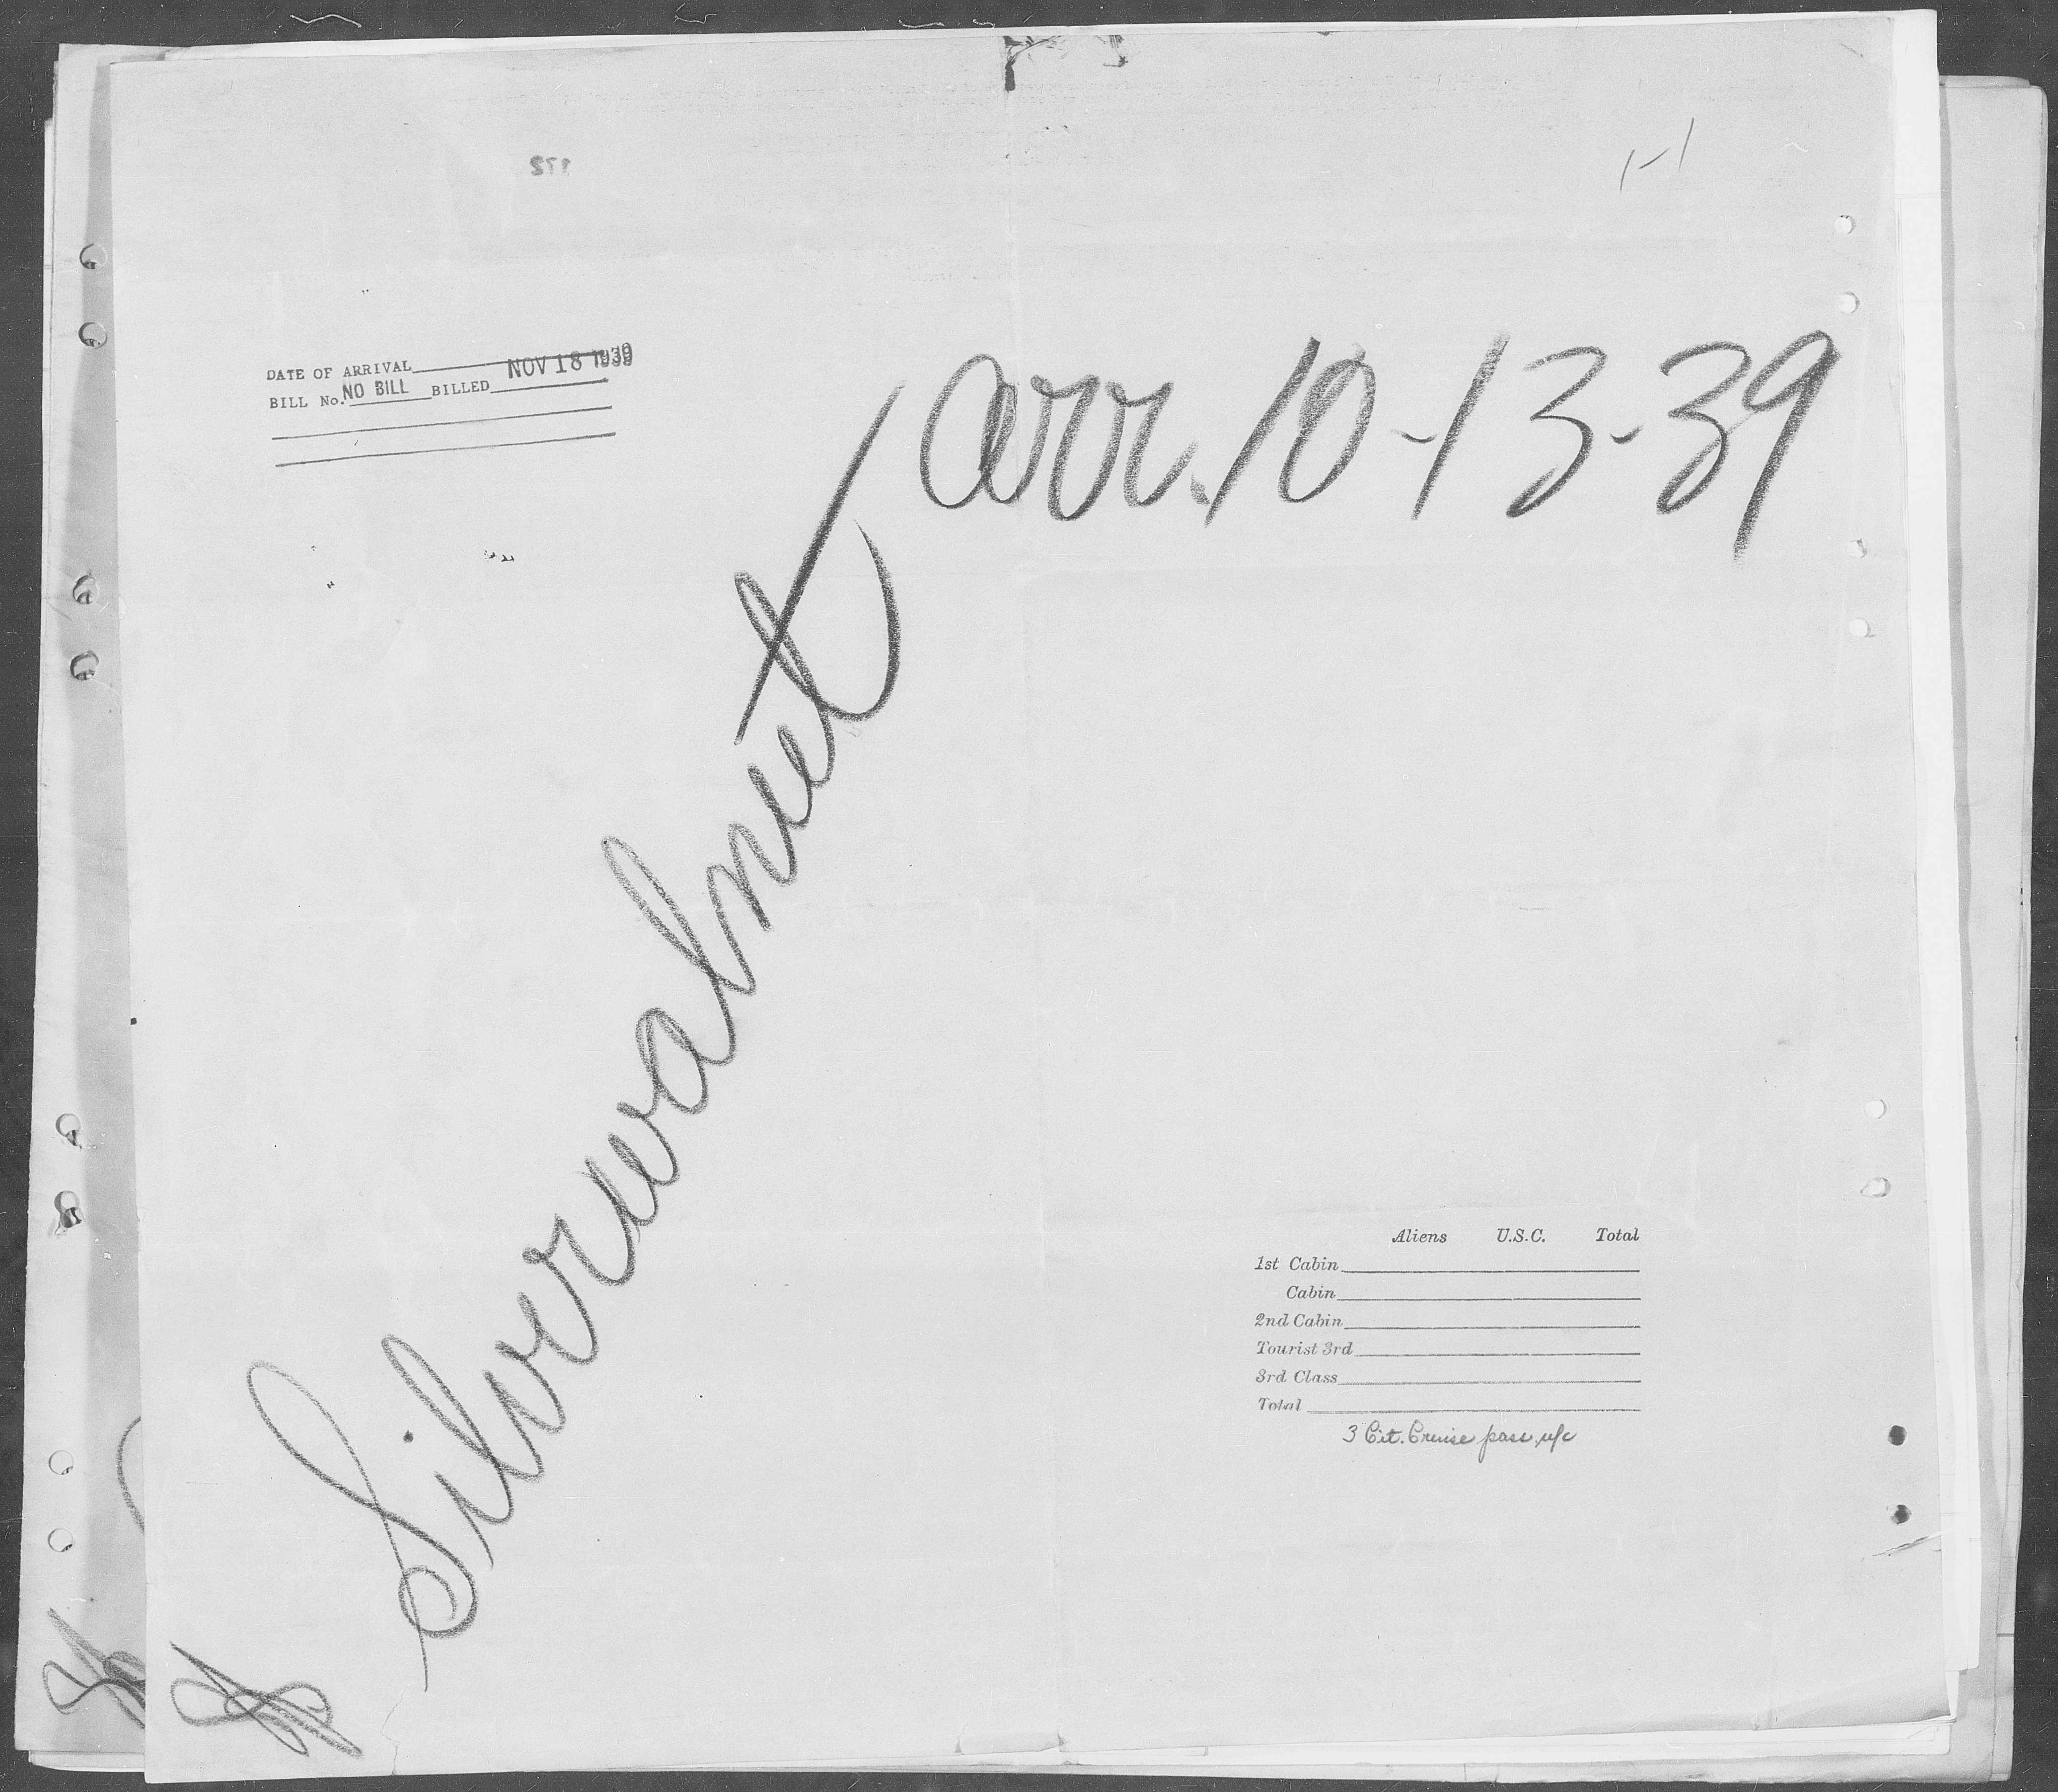 1-1
DATE OF ARRIVAL NOV 18 1939
BILL No. NO BILL BILLED
arr. 10-13-39
Silverwalnut
Aliens U.S.C. Total
1st Cabin
Cabin
2nd Cabin
Tourist 3rd
3rd Class
Total
3 Cit. Cruise pass. u/c